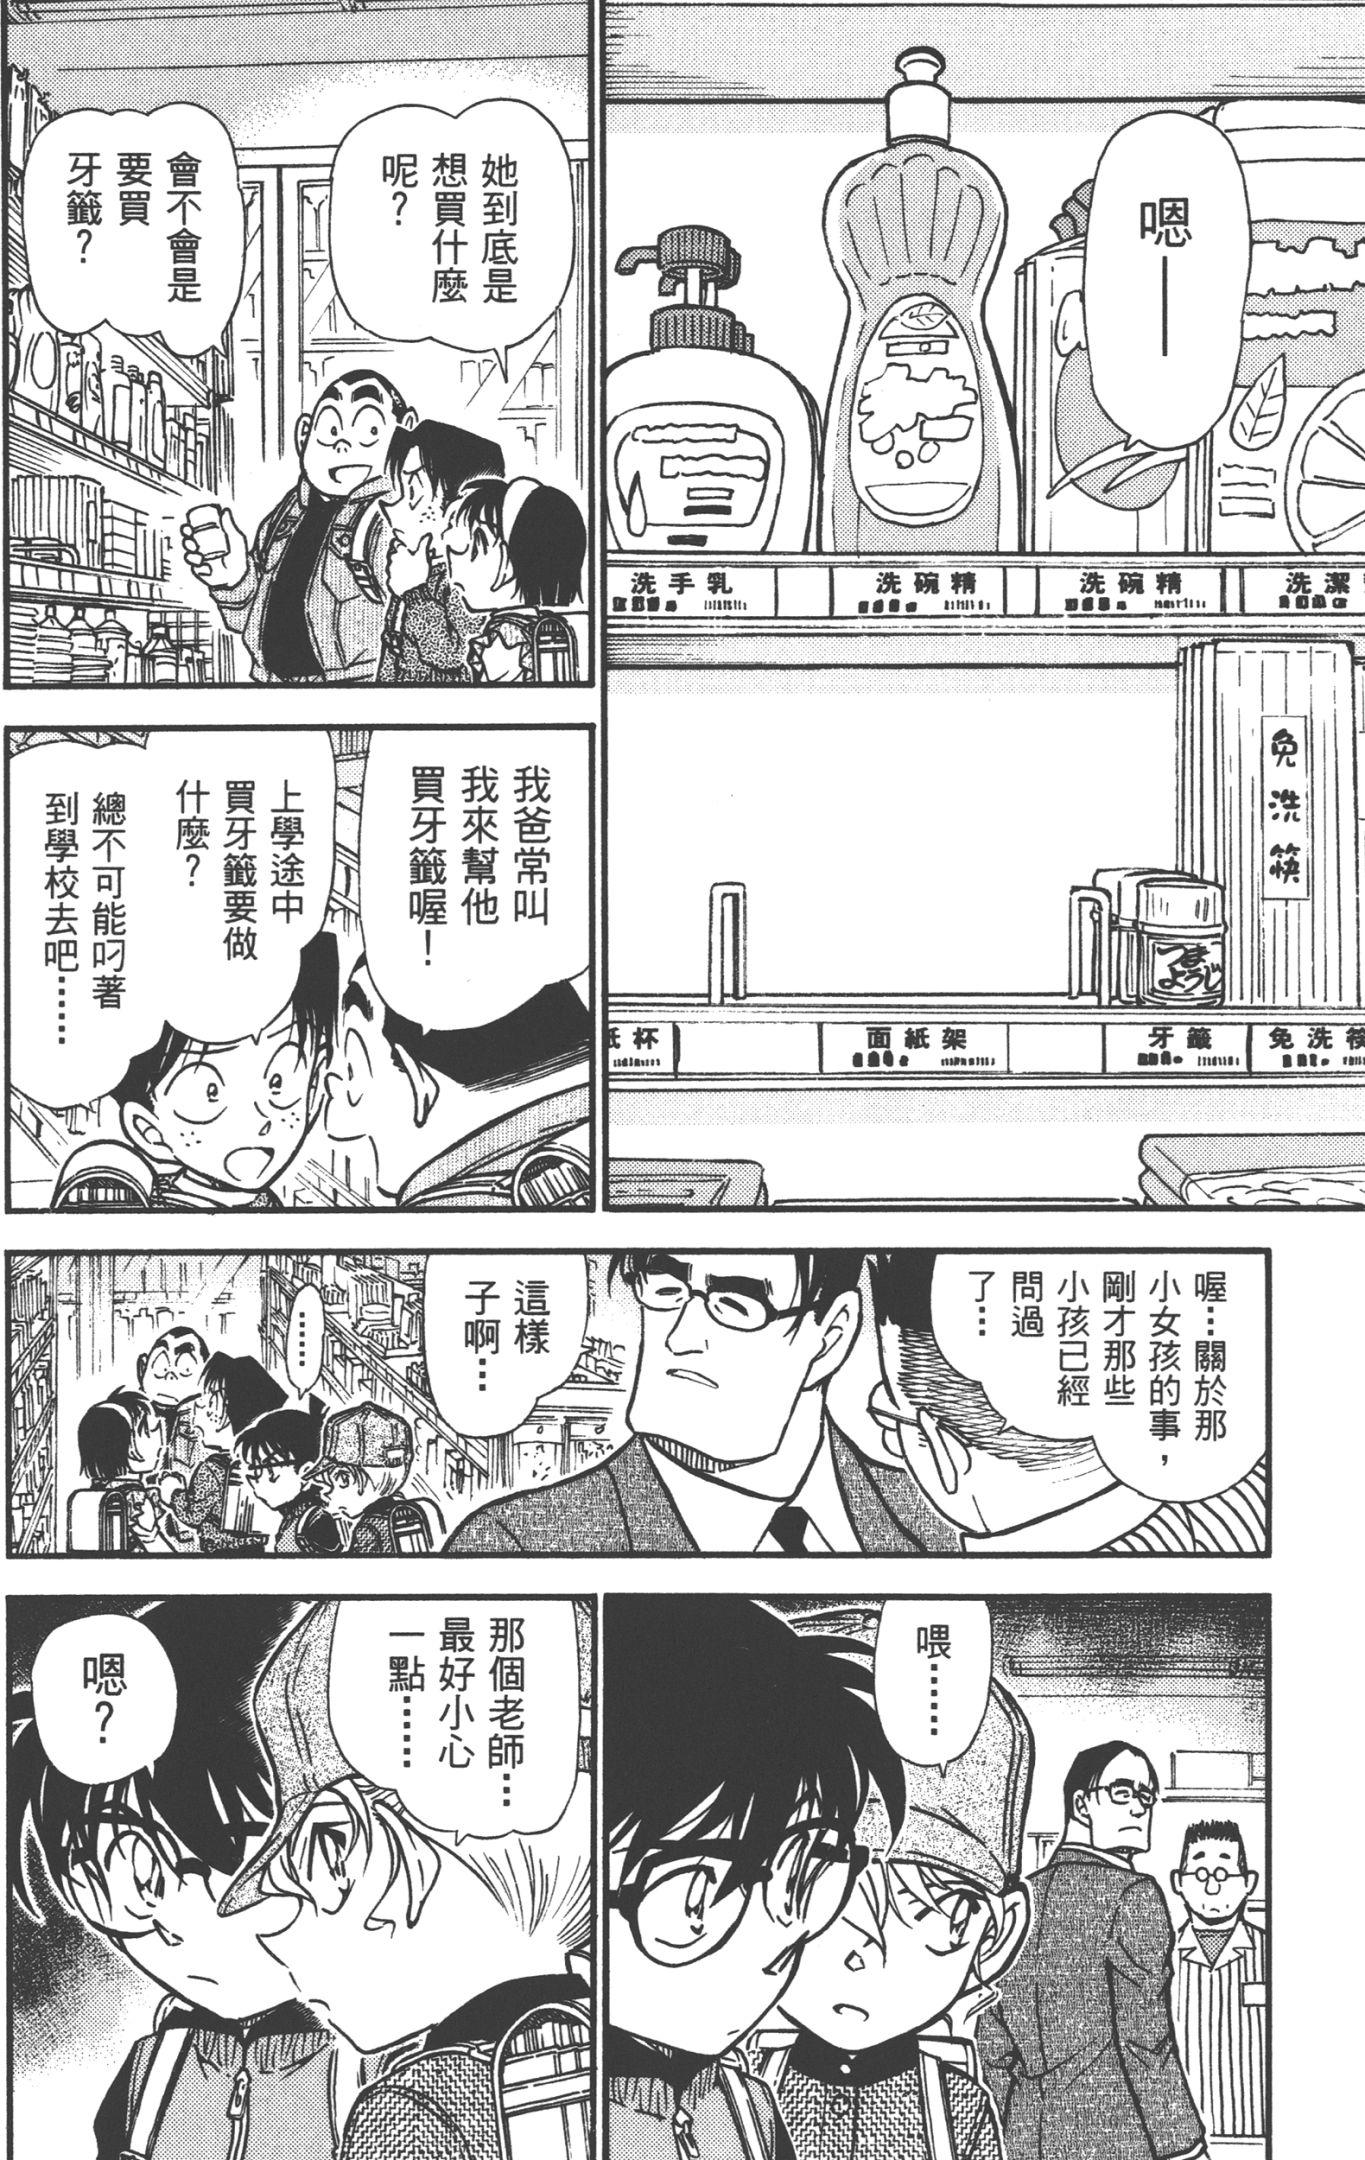 嗯—
洗手乳
洗碗精
洗碗精
洗潔
免洗筷
つま
ようじ
紙杯
面紙架
牙籤
免洗筷
她到底是
想買什麼
呢？
會不會是
要買
牙籤？
我爸常叫
我來幫他
買牙籤喔！
上學途中
買牙籤要做
什麼？
總不可能叼著
到學校去吧……
喔…關於那
小女孩的事，
剛才那些
小孩已經
問過
了…
這樣
子啊…
……
喂……
那個老師…
最好小心
一點……
嗯？